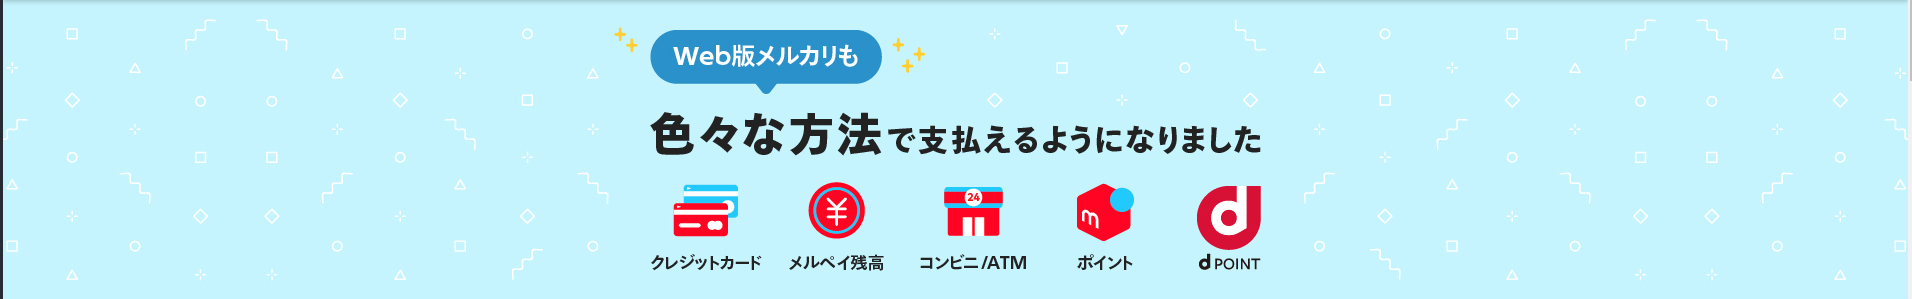 Web版メルカリも
色々な方法で支払えるようになりました
24
m
クレジットカード
メルペイ残高
コンビニ/ATM
ポイント
d POINT